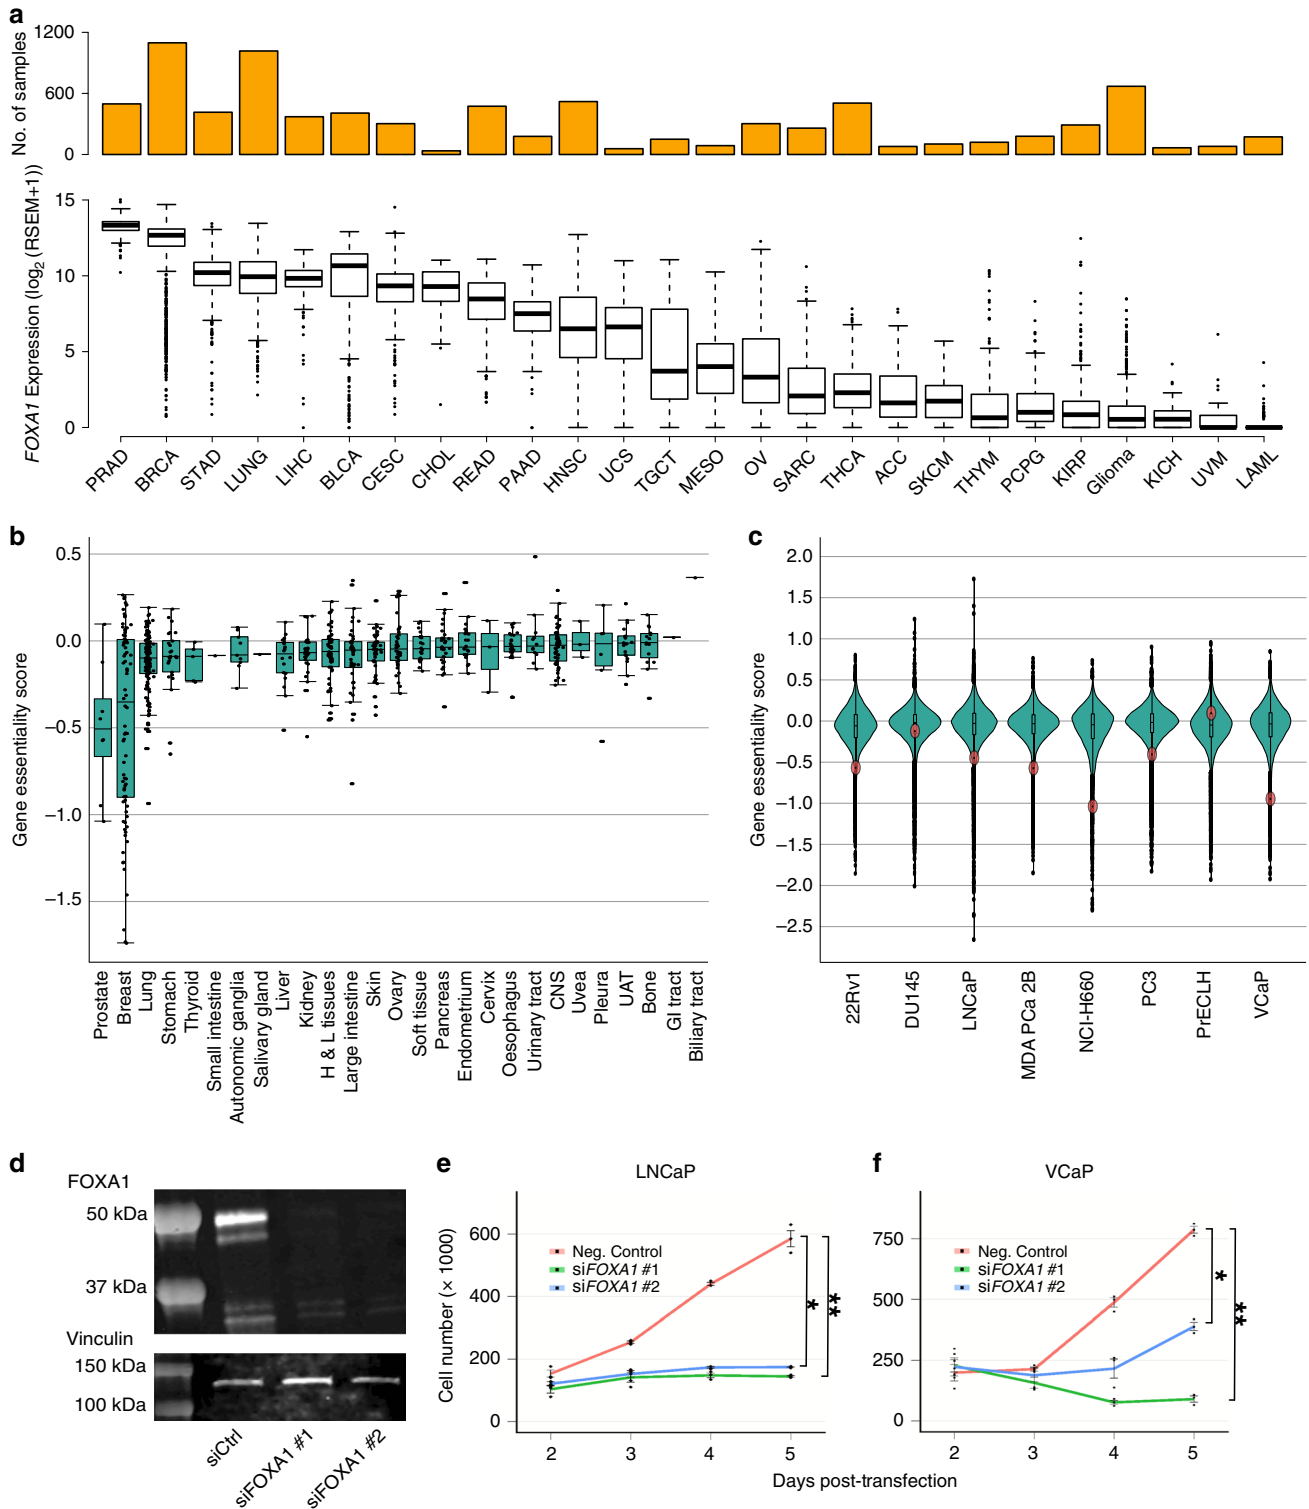 a
No. of samples
1200
600
0
FOXA1 Expression (log2 (RSEM+1))
15
10
5
0
PRAD BRCA STAD LUNG LIHC BLCA CESC CHOL READ PAAD HNSC UCS TGCT MESO OV SARC THCA ACC SKCM THYM PCPG KIRP Glioma KICH UVM LAML
b
Gene essentiality score
0.5
0.0
−0.5
−1.0
−1.5
Prostate Breast Lung Stomach Thyroid Small intestine Autonomic ganglia Salivary gland Liver Kidney H & L tissues Large intestine Skin Ovary Soft tissue Pancreas Endometrium Cervix Oesophagus Urinary tract CNS Uvea Pleura UAT Bone GI tract Biliary tract
c
Gene essentiality score
2.0
1.5
1.0
0.5
0.0
−0.5
−1.0
−1.5
−2.0
−2.5
22Rv1 DU145 LNCaP MDA PCa 2B NCI-H660 PC3 PrECLH VCaP
d
FOXA1
50 kDa
37 kDa
Vinculin
150 kDa
100 kDa
siCtrl siFOXA1 #1 siFOXA1 #2
e
LNCaP
Cell number (× 1000)
600
400
200
0
Neg. Control
siFOXA1 #1
siFOXA1 #2
* **
2 3 4 5
f
VCaP
750
500
250
0
Neg. Control
siFOXA1 #1
siFOXA1 #2
* **
2 3 4 5
Days post-transfection